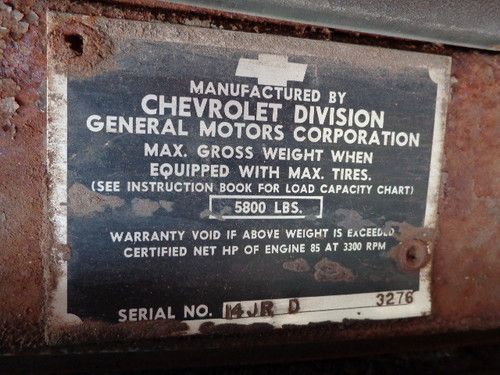 MANUFACTURED BY
CHEVROLET DIVISION
GENERAL MOTORS CORPORATION
MAX. GROSS WEIGHT WHEN
EQUIPPED WITH MAX. TIRES.
(SEE INSTRUCTION BOOK FOR LOAD CAPACITY CHART)
5800 LBS.
WARRANTY VOID IF ABOVE WEIGHT IS EXCEEDED
CERTIFIED NET HP OF ENGINE 85 AT 3300 RPM
SERIAL NO. 14JR D 3276